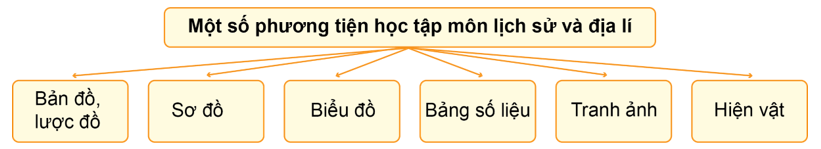 Một số phương tiện học tập môn lịch sử và địa lí
Bản đồ,
lược đồ
Sơ đồ
Biểu đồ
Bảng số liệu
Tranh ảnh
Hiện vật